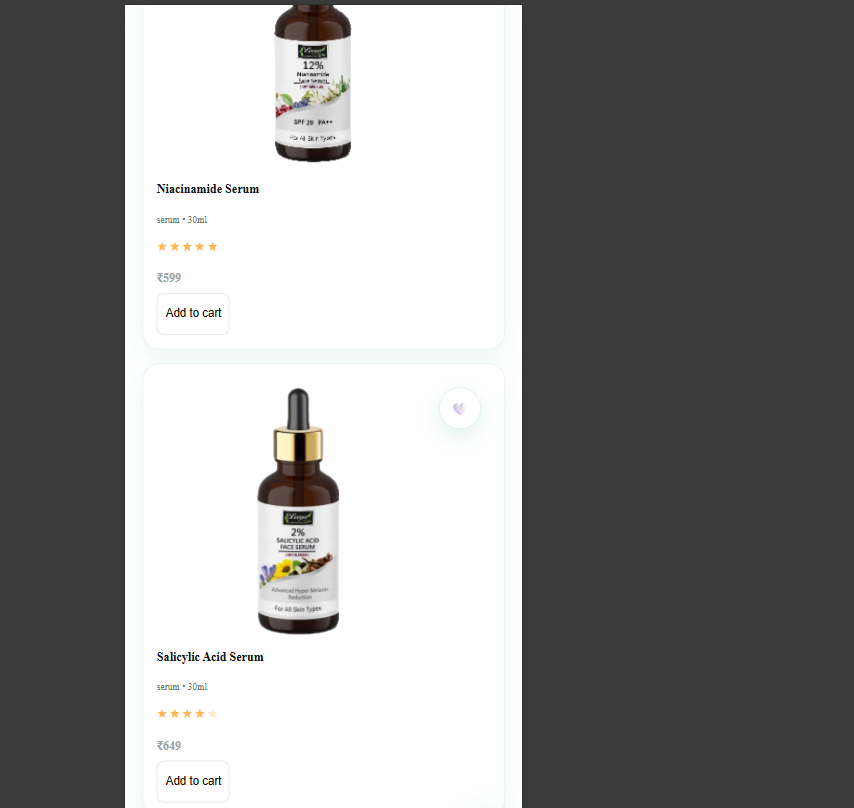 12%
Niacinamide
Face Serum
SPF 29 PA++
For All Skin Types
Niacinamide Serum
serum • 30ml
★★★★★
₹599
Add to cart
2%
SALICYLIC ACID
FACE SERUM
Advanced Hyper Melanin
Reduction
For All Skin Types
Salicylic Acid Serum
serum • 30ml
★★★★★
₹649
Add to cart